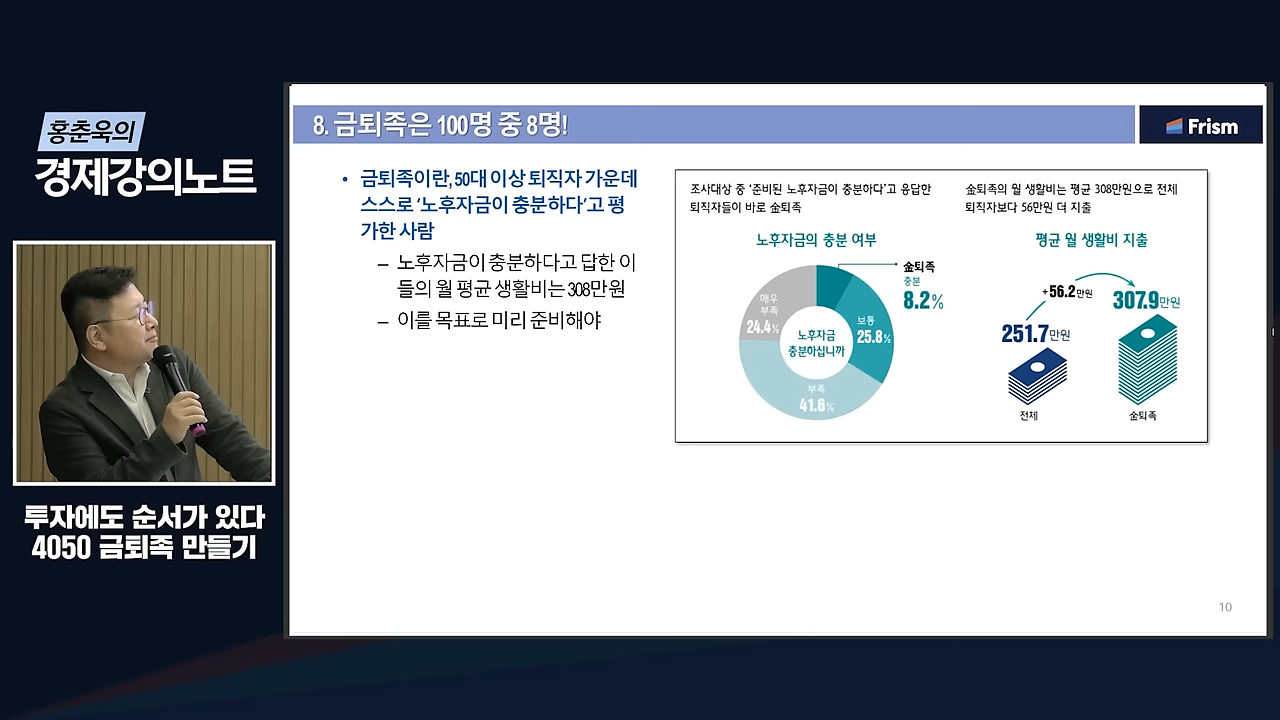 홍춘욱의
경제강의노트
투자에도 순서가 있다
4050 금퇴족 만들기
8. 금퇴족은 100명 중 8명!
Frism
• 금퇴족이란, 50대 이상 퇴직자 가운데
스스로 '노후자금이 충분하다'고 평
가한 사람
– 노후자금이 충분하다고 답한 이
들의 월 평균 생활비는 308만원
– 이를 목표로 미리 준비해야
조사대상 중 '준비된 노후자금이 충분하다'고 응답한
퇴직자들이 바로 金퇴족
노후자금의 충분 여부
金퇴족
충분
8.2%
보통
25.8%
부족
41.6%
매우
부족
24.4%
노후자금
충분하십니까
金퇴족의 월 생활비는 평균 308만원으로 전체
퇴직자보다 56만원 더 지출
평균 월 생활비 지출
+56.2만원
307.9만원
251.7만원
전체
金퇴족
10